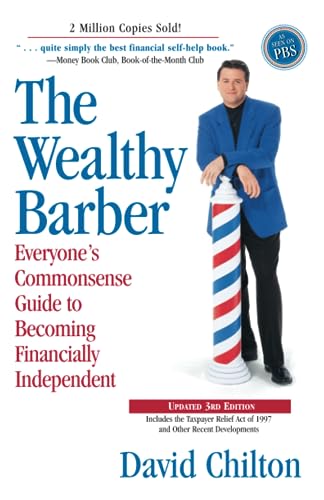 2 Million Copies Sold!
“. . . quite simply the best financial self-help book.”
—Money Book Club, Book-of-the-Month Club
AS
SEEN ON
PBS
The
Wealthy
Barber
Everyone’s
Commonsense
Guide to
Becoming
Financially
Independent
UPDATED 3RD EDITION
Includes the Taxpayer Relief Act of 1997
and Other Recent Developments
David Chilton